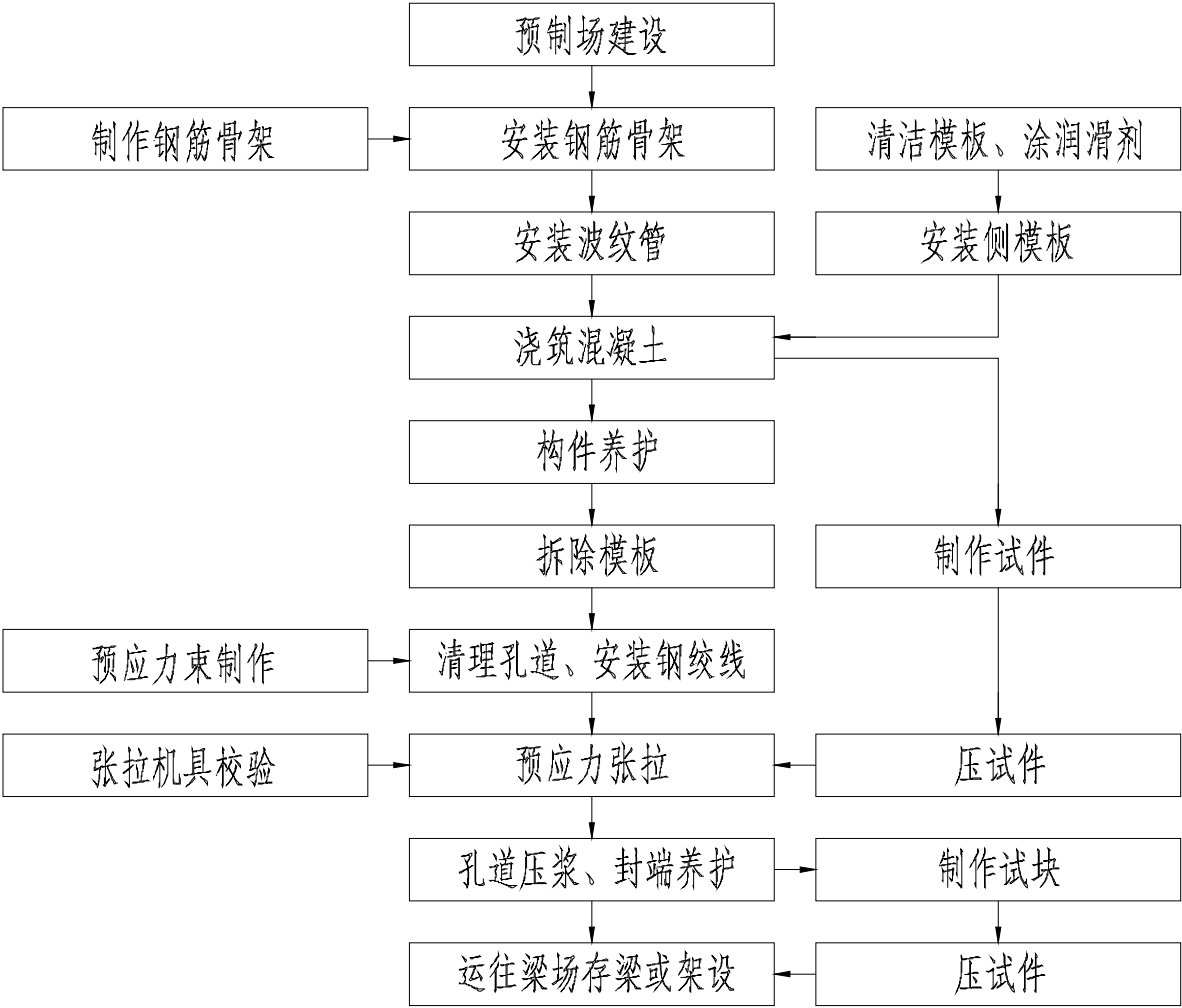 预制场建设
制作钢筋骨架
安装钢筋骨架
清洁模板、涂润滑剂
安装波纹管
安装侧模板
浇筑混凝土
构件养护
拆除模板
制作试件
预应力束制作
清理孔道、安装钢绞线
张拉机具校验
预应力张拉
压试件
孔道压浆、封端养护
制作试块
运往梁场存梁或架设
压试件